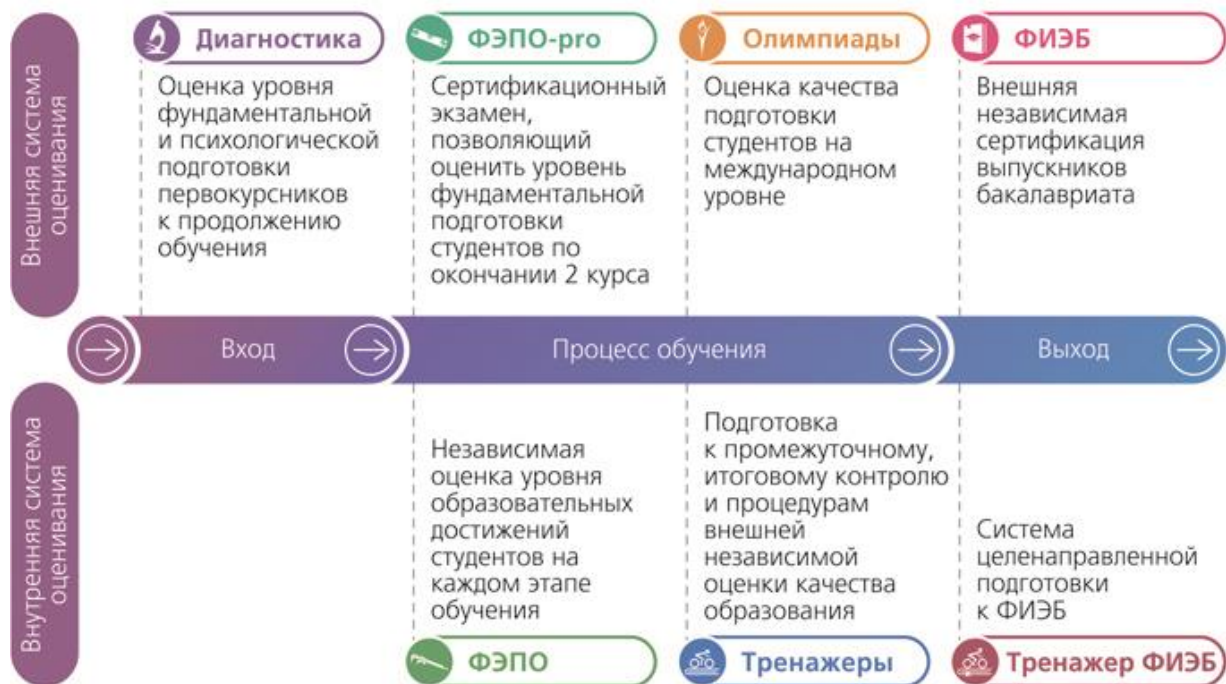 Внешняя система
оценивания
Диагностика
Оценка уровня
фундаментальной
и психологической
подготовки
первокурсников
к продолжению
обучения
ФЭПО-pro
Сертификационный
экзамен,
позволяющий
оценить уровень
фундаментальной
подготовки
студентов по
окончании 2 курса
Олимпиады
Оценка качества
подготовки
студентов на
международном
уровне
ФИЭБ
Внешняя
независимая
сертификация
выпускников
бакалавриата
Вход
Процесс обучения
Выход
Внутренняя система
оценивания
Независимая
оценка уровня
образовательных
достижений
студентов на
каждом этапе
обучения
ФЭПО
Подготовка
к промежуточному,
итоговому контролю
и процедурам
внешней
независимой
оценки качества
образования
Тренажеры
Система
целенаправленной
подготовки
к ФИЭБ
Тренажер ФИЭБ